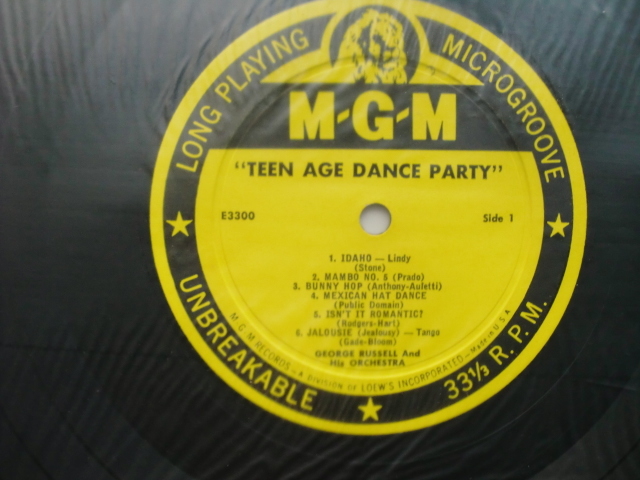 LONG PLAYING MICROGROOVE
M-G-M
"TEEN AGE DANCE PARTY"
E3300 Side 1
1. IDAHO — Lindy
(Stone)
2. MAMBO NO. 5 (Prado)
3. BUNNY HOP (Anthony-Auletti)
4. MEXICAN HAT DANCE
(Public Domain)
5. ISN'T IT ROMANTIC?
(Rodgers-Hart)
6. JALOUSIE (Jealousy) — Tango
(Gade-Bloom)
GEORGE RUSSELL And
His ORCHESTRA
M-G-M RECORDS — A DIVISION OF LOEW'S INCORPORATED — Made in U.S.A.
UNBREAKABLE 33⅓ R.P.M.